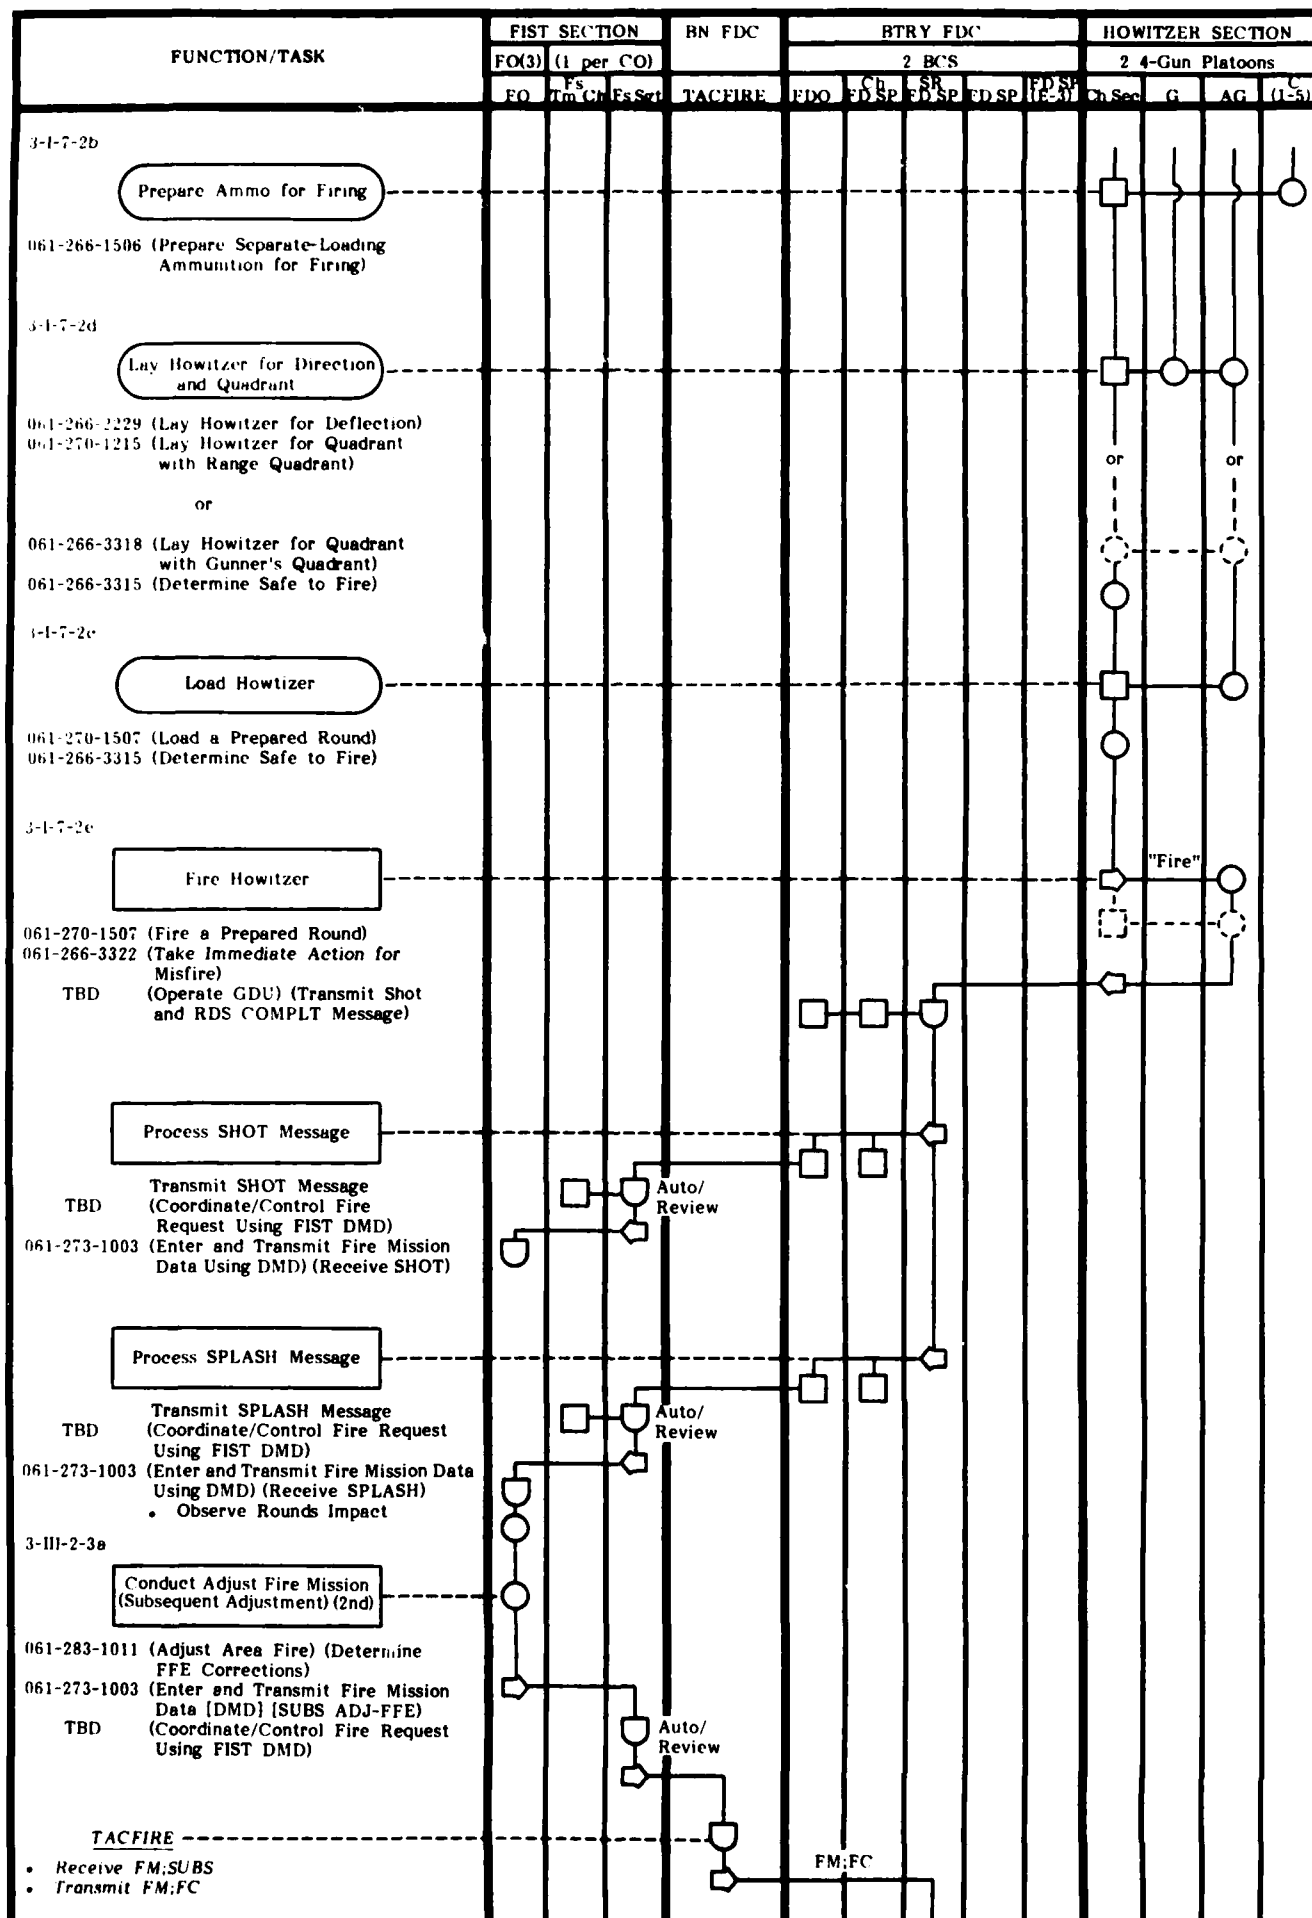 FUNCTION/TASK
FIST SECTION
BN FDC
BTRY FDC
HOWITZER SECTION
FO(3)
(1 per CO)
2 BCS
2 4-Gun Platoons
FO
Fs Tm Ch
Fs Sgt
TACFIRE
FDO
Ch FD SP
SR FD SP
FD SP
FD SP (E-3)
Ch Sec
G
AG
C (1-5)
3-I-7-2b
Prepare Ammo for Firing
061-266-1506 (Prepare Separate-Loading
Ammunition for Firing)
3-I-7-2d
Lay Howitzer for Direction
and Quadrant
061-266-2229 (Lay Howitzer for Deflection)
061-270-1215 (Lay Howitzer for Quadrant
with Range Quadrant)
or
or
or
061-266-3318 (Lay Howitzer for Quadrant
with Gunner's Quadrant)
061-266-3315 (Determine Safe to Fire)
Load Howtizer
061-270-1507 (Load a Prepared Round)
061-266-3315 (Determine Safe to Fire)
Fire Howitzer
"Fire"
061-270-1507 (Fire a Prepared Round)
061-266-3322 (Take Immediate Action for
Misfire)
TBD (Operate GDU) (Transmit Shot
and RDS COMPLT Message)
Process SHOT Message
Transmit SHOT Message
TBD (Coordinate/Control Fire
Request Using FIST DMD)
Auto/
Review
061-273-1003 (Enter and Transmit Fire Mission
Data Using DMD) (Receive SHOT)
Process SPLASH Message
Transmit SPLASH Message
TBD (Coordinate/Control Fire Request
Using FIST DMD)
Auto/
Review
061-273-1003 (Enter and Transmit Fire Mission Data
Using DMD) (Receive SPLASH)
• Observe Rounds Impact
3-III-2-3a
Conduct Adjust Fire Mission
(Subsequent Adjustment) (2nd)
061-283-1011 (Adjust Area Fire) (Determine
FFE Corrections)
061-273-1003 (Enter and Transmit Fire Mission
Data [DMD] [SUBS ADJ-FFE)
TBD (Coordinate/Control Fire Request
Using FIST DMD)
Auto/
Review
TACFIRE
• Receive FM;SUBS
• Transmit FM;FC
FM;FC